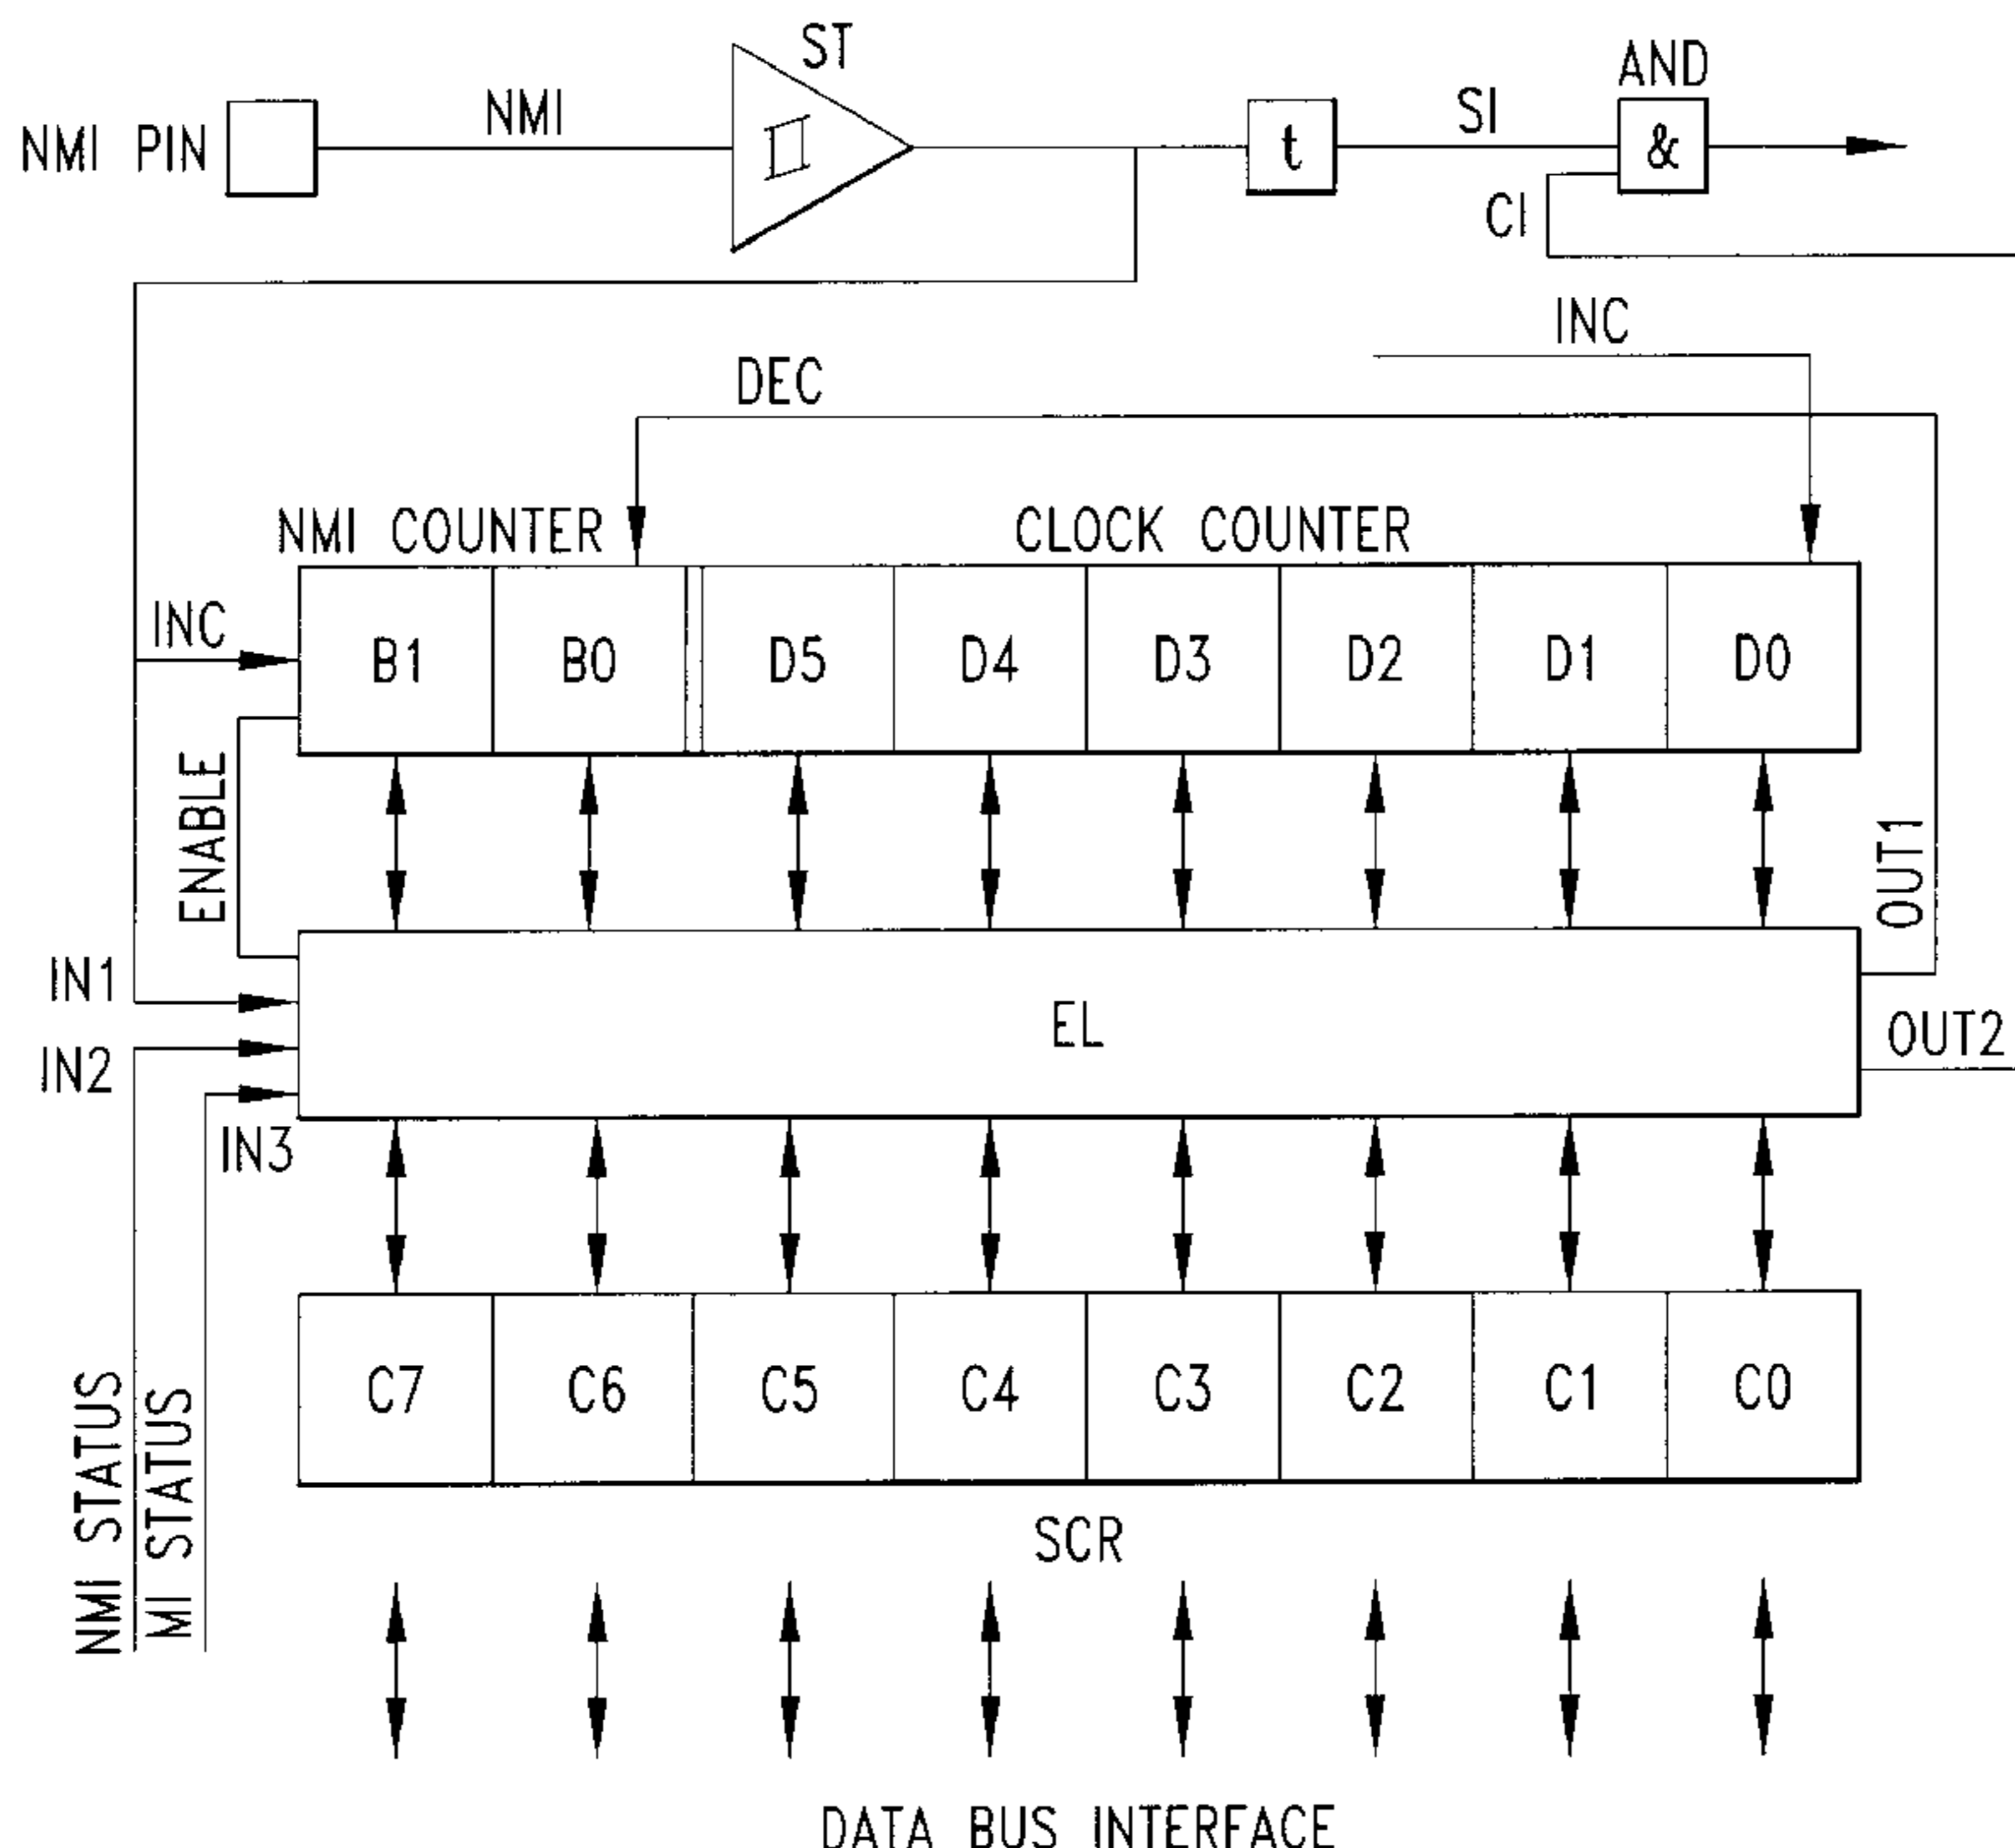 ST
AND
NMI PIN
NMI
t
SI
&
CI
INC
DEC
NMI COUNTER
CLOCK COUNTER
INC
B1 B0 D5 D4 D3 D2 D1 D0
ENABLE
OUT1
IN1
EL
IN2
OUT2
IN3
C7 C6 C5 C4 C3 C2 C1 C0
NMI STATUS
MI STATUS
SCR
DATA BUS INTERFACE